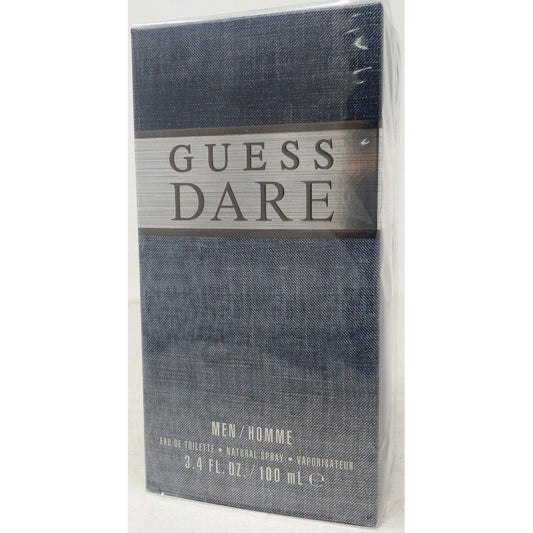 GUESS
DARE
MEN / HOMME
EAU DE TOILETTE • NATURAL SPRAY • VAPORISATEUR
3.4 FL. OZ. / 100 mL ℮